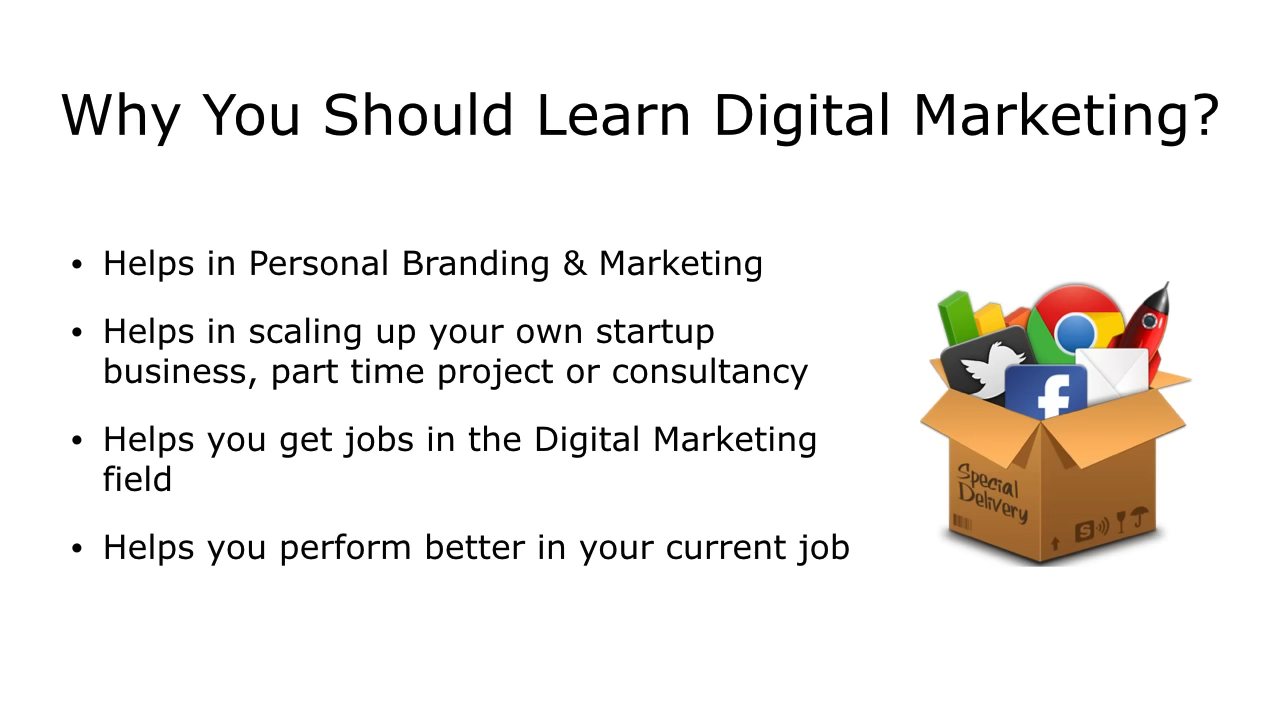 Why You Should Learn Digital Marketing?
• Helps in Personal Branding & Marketing
• Helps in scaling up your own startup
business, part time project or consultancy
• Helps you get jobs in the Digital Marketing
field
• Helps you perform better in your current job
f
Special
Delivery
S